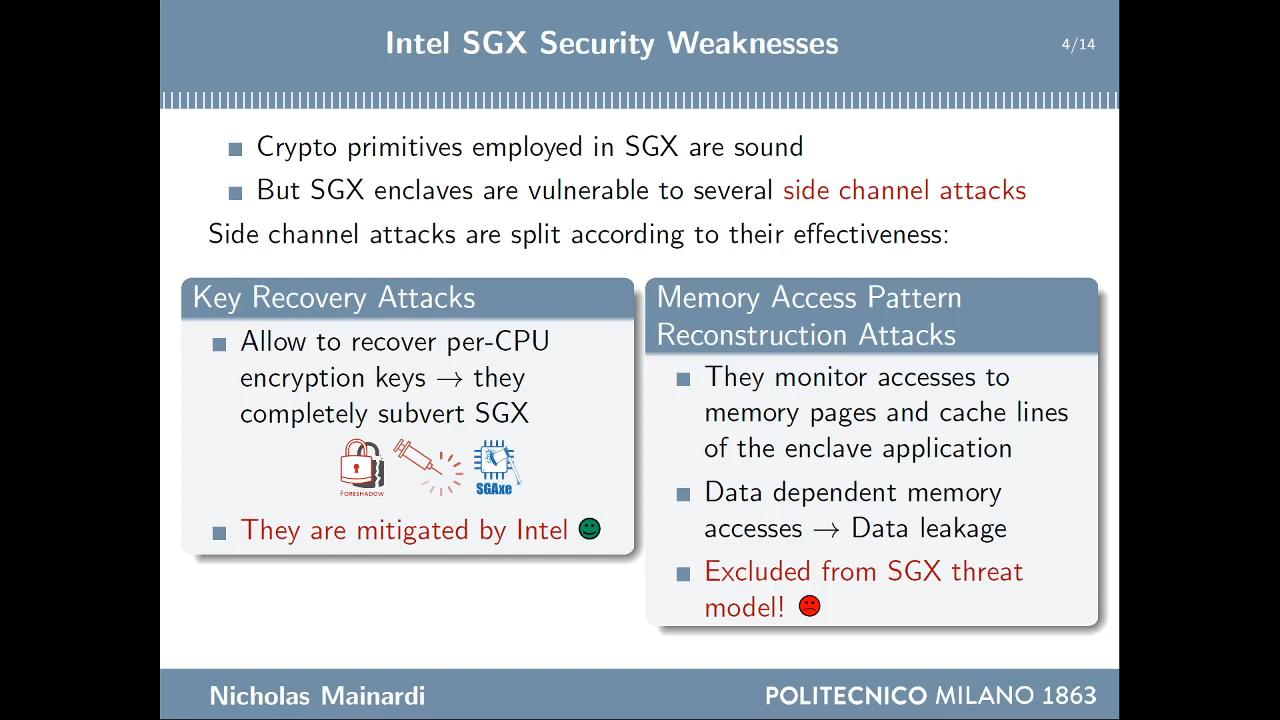 Intel SGX Security Weaknesses
4/14
Crypto primitives employed in SGX are sound
But SGX enclaves are vulnerable to several side channel attacks
Side channel attacks are split according to their effectiveness:
Key Recovery Attacks
Allow to recover per-CPU
encryption keys → they
completely subvert SGX
FORESHADOW
SGAxe
They are mitigated by Intel
Memory Access Pattern
Reconstruction Attacks
They monitor accesses to
memory pages and cache lines
of the enclave application
Data dependent memory
accesses → Data leakage
Excluded from SGX threat
model!
Nicholas Mainardi
POLITECNICO MILANO 1863